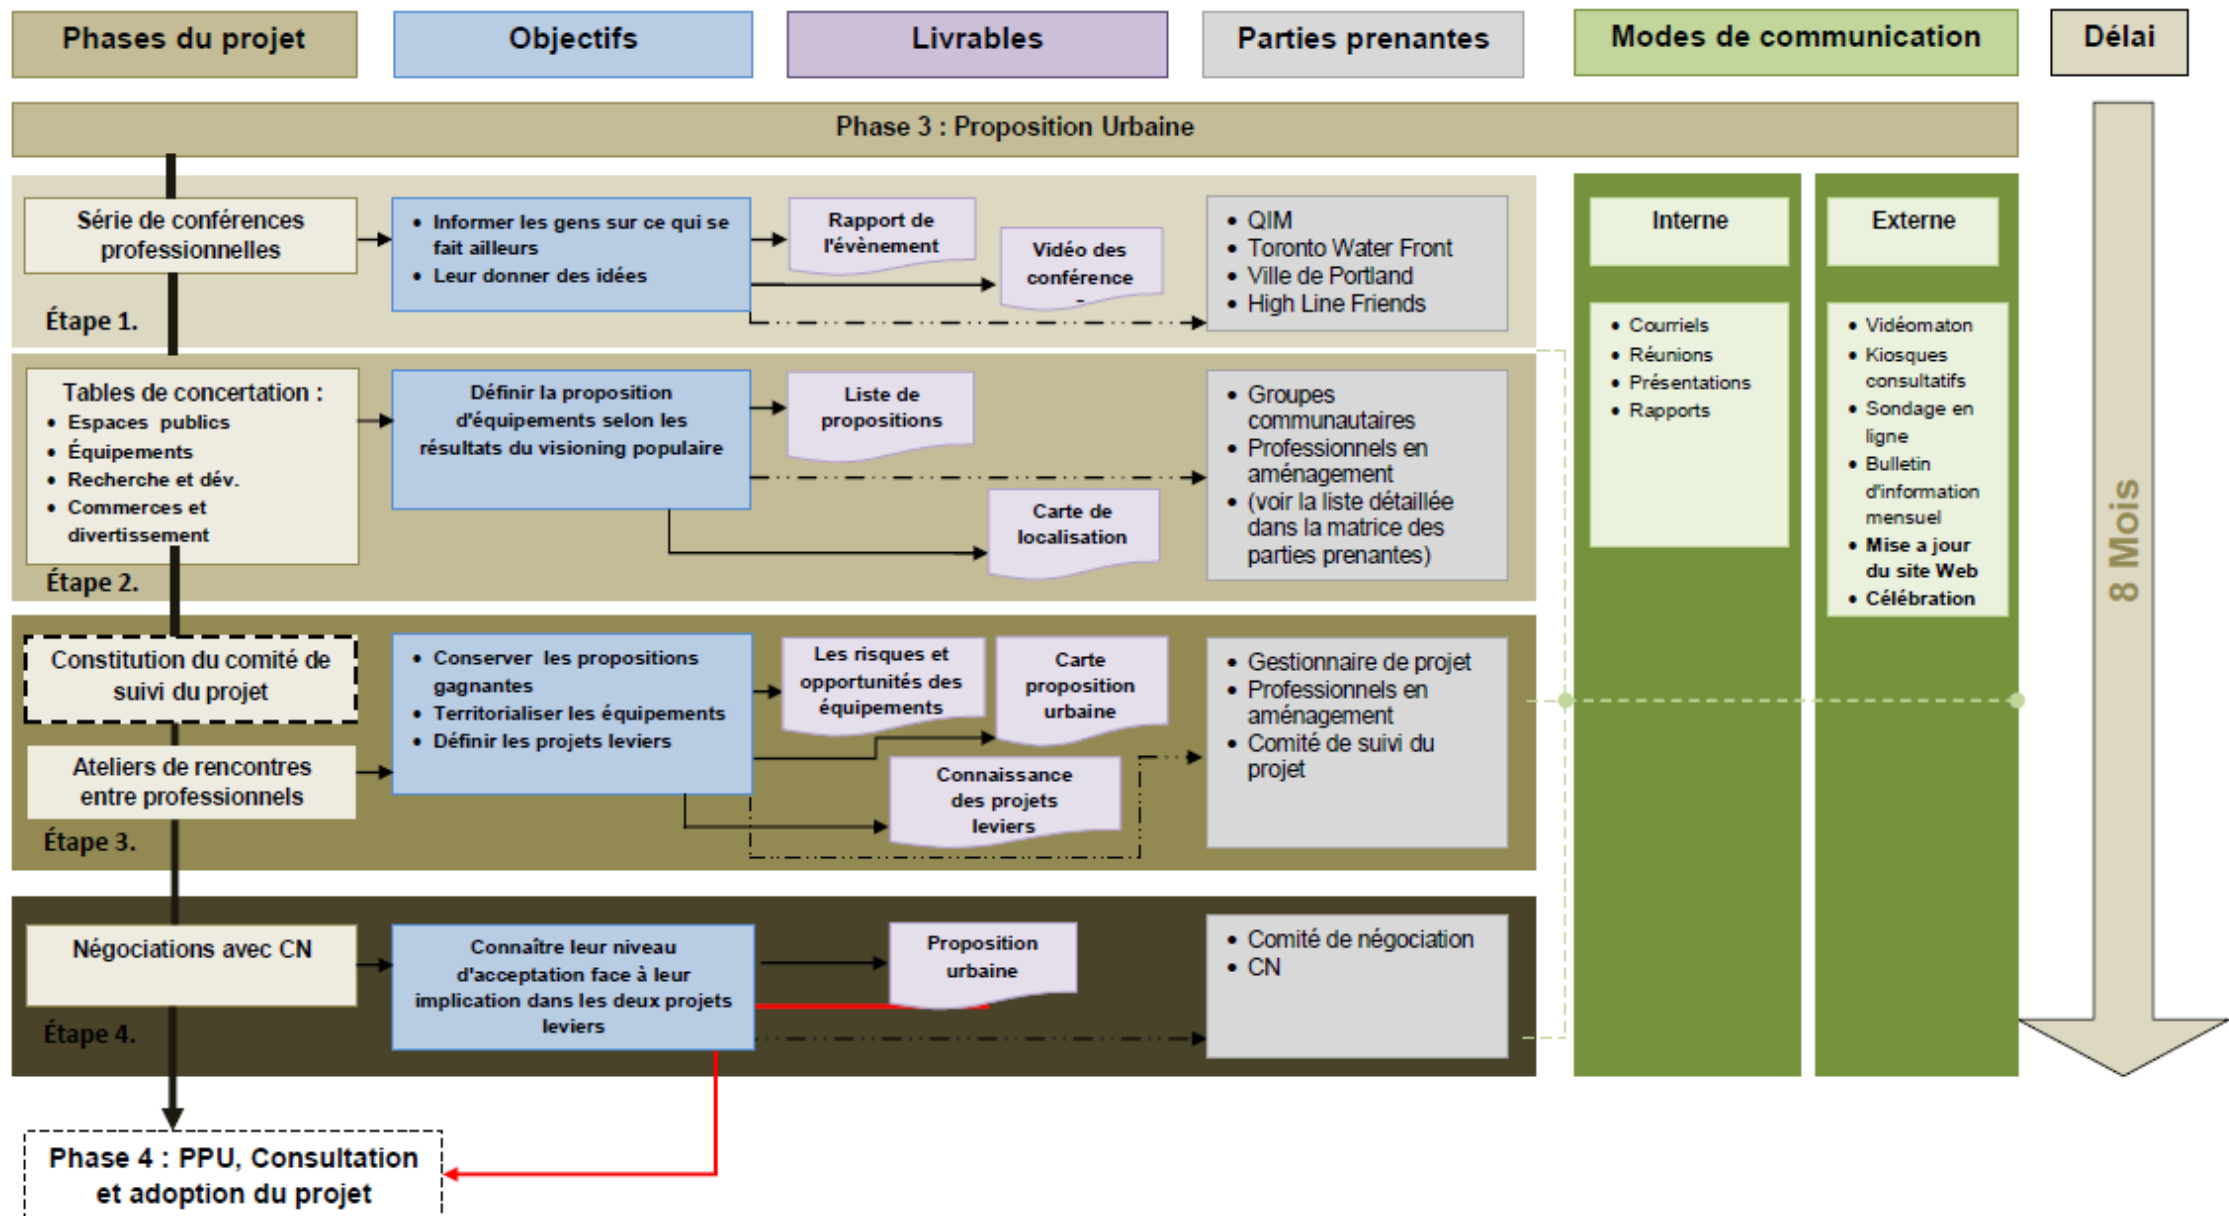 Phases du projet
Objectifs
Livrables
Parties prenantes
Modes de communication
Délai
Phase 3 : Proposition Urbaine
Série de conférences
professionnelles
Étape 1.
• Informer les gens sur ce qui se
fait ailleurs
• Leur donner des idées
Rapport de
l'évènement
Vidéo des
conférence
• QIM
• Toronto Water Front
• Ville de Portland
• High Line Friends
Tables de concertation :
• Espaces publics
• Équipements
• Recherche et dév.
• Commerces et
divertissement
Étape 2.
Définir la proposition
d'équipements selon les
résultats du visioning populaire
Liste de
propositions
Carte de
localisation
• Groupes
communautaires
• Professionnels en
aménagement
• (voir la liste détaillée
dans la matrice des
parties prenantes)
Constitution du comité de
suivi du projet
Ateliers de rencontres
entre professionnels
Étape 3.
• Conserver les propositions
gagnantes
• Territorialiser les équipements
• Définir les projets leviers
Les risques et
opportunités des
équipements
Carte
proposition
urbaine
Connaissance
des projets
leviers
• Gestionnaire de projet
• Professionnels en
aménagement
• Comité de suivi du
projet
Négociations avec CN
Étape 4.
Connaître leur niveau
d'acceptation face à leur
implication dans les deux projets
leviers
Proposition
urbaine
• Comité de négociation
• CN
Interne
• Courriels
• Réunions
• Présentations
• Rapports
Externe
• Vidéomaton
• Kiosques
consultatifs
• Sondage en
ligne
• Bulletin
d'information
mensuel
• Mise a jour
du site Web
• Célébration
8 Mois
Phase 4 : PPU, Consultation
et adoption du projet